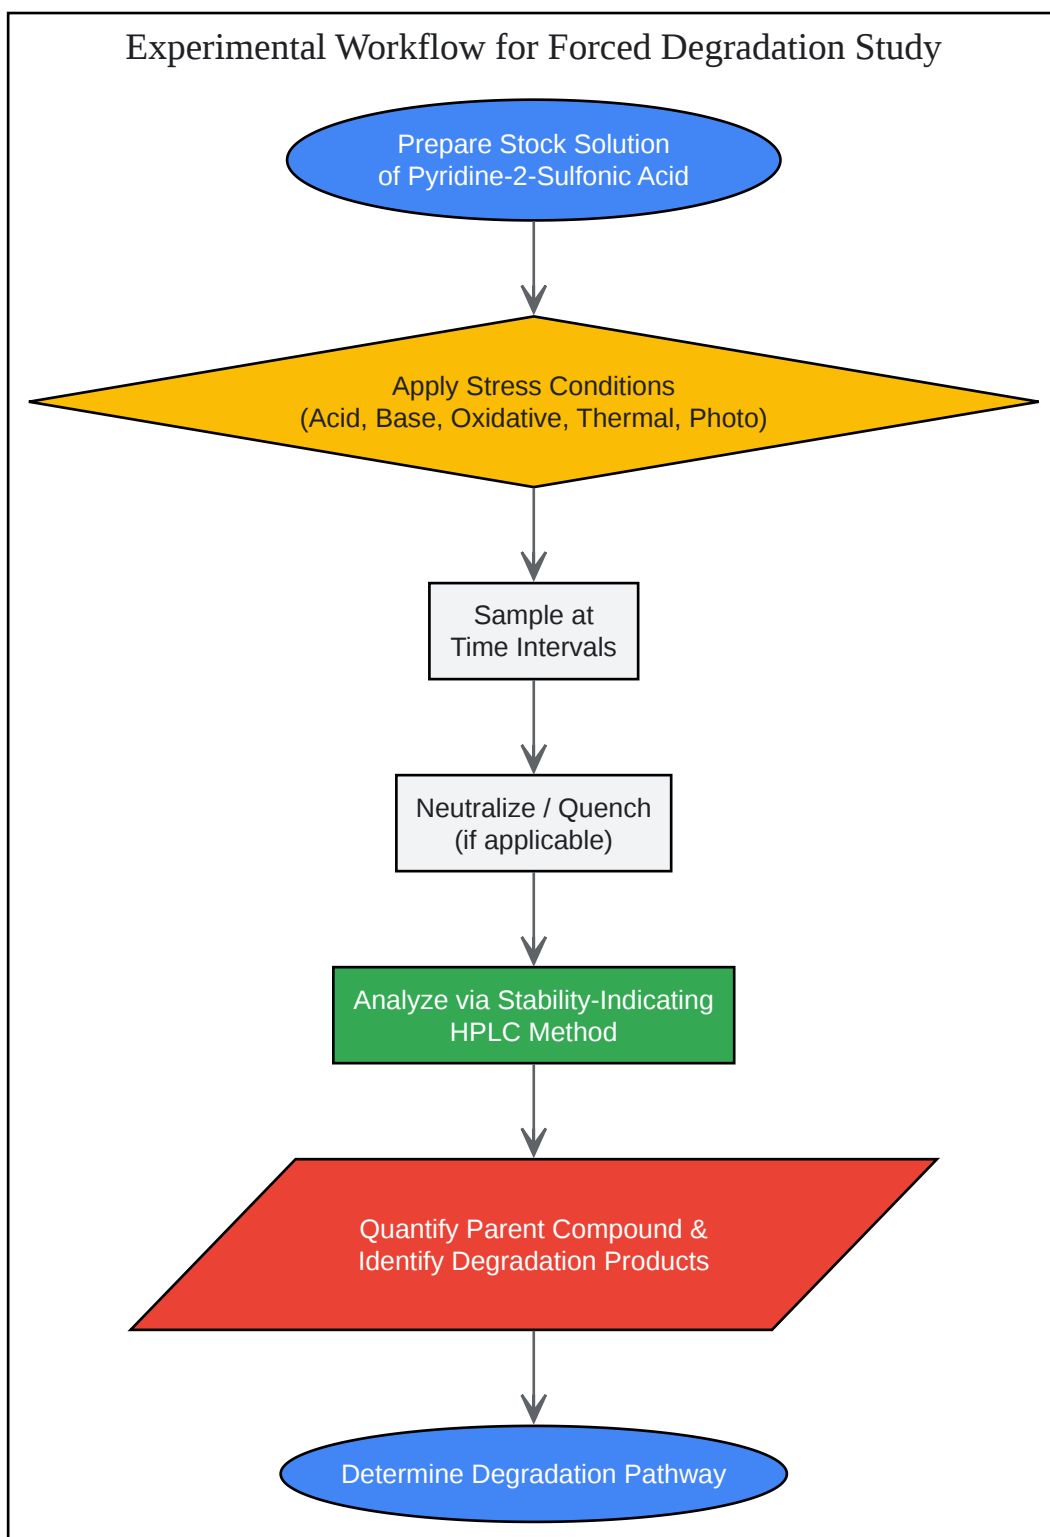 Experimental Workflow for Forced Degradation Study
Prepare Stock Solution
of Pyridine-2-Sulfonic Acid
Apply Stress Conditions
(Acid, Base, Oxidative, Thermal, Photo)
Sample at
Time Intervals
Neutralize / Quench
(if applicable)
Analyze via Stability-Indicating
HPLC Method
Quantify Parent Compound &
Identify Degradation Products
Determine Degradation Pathway